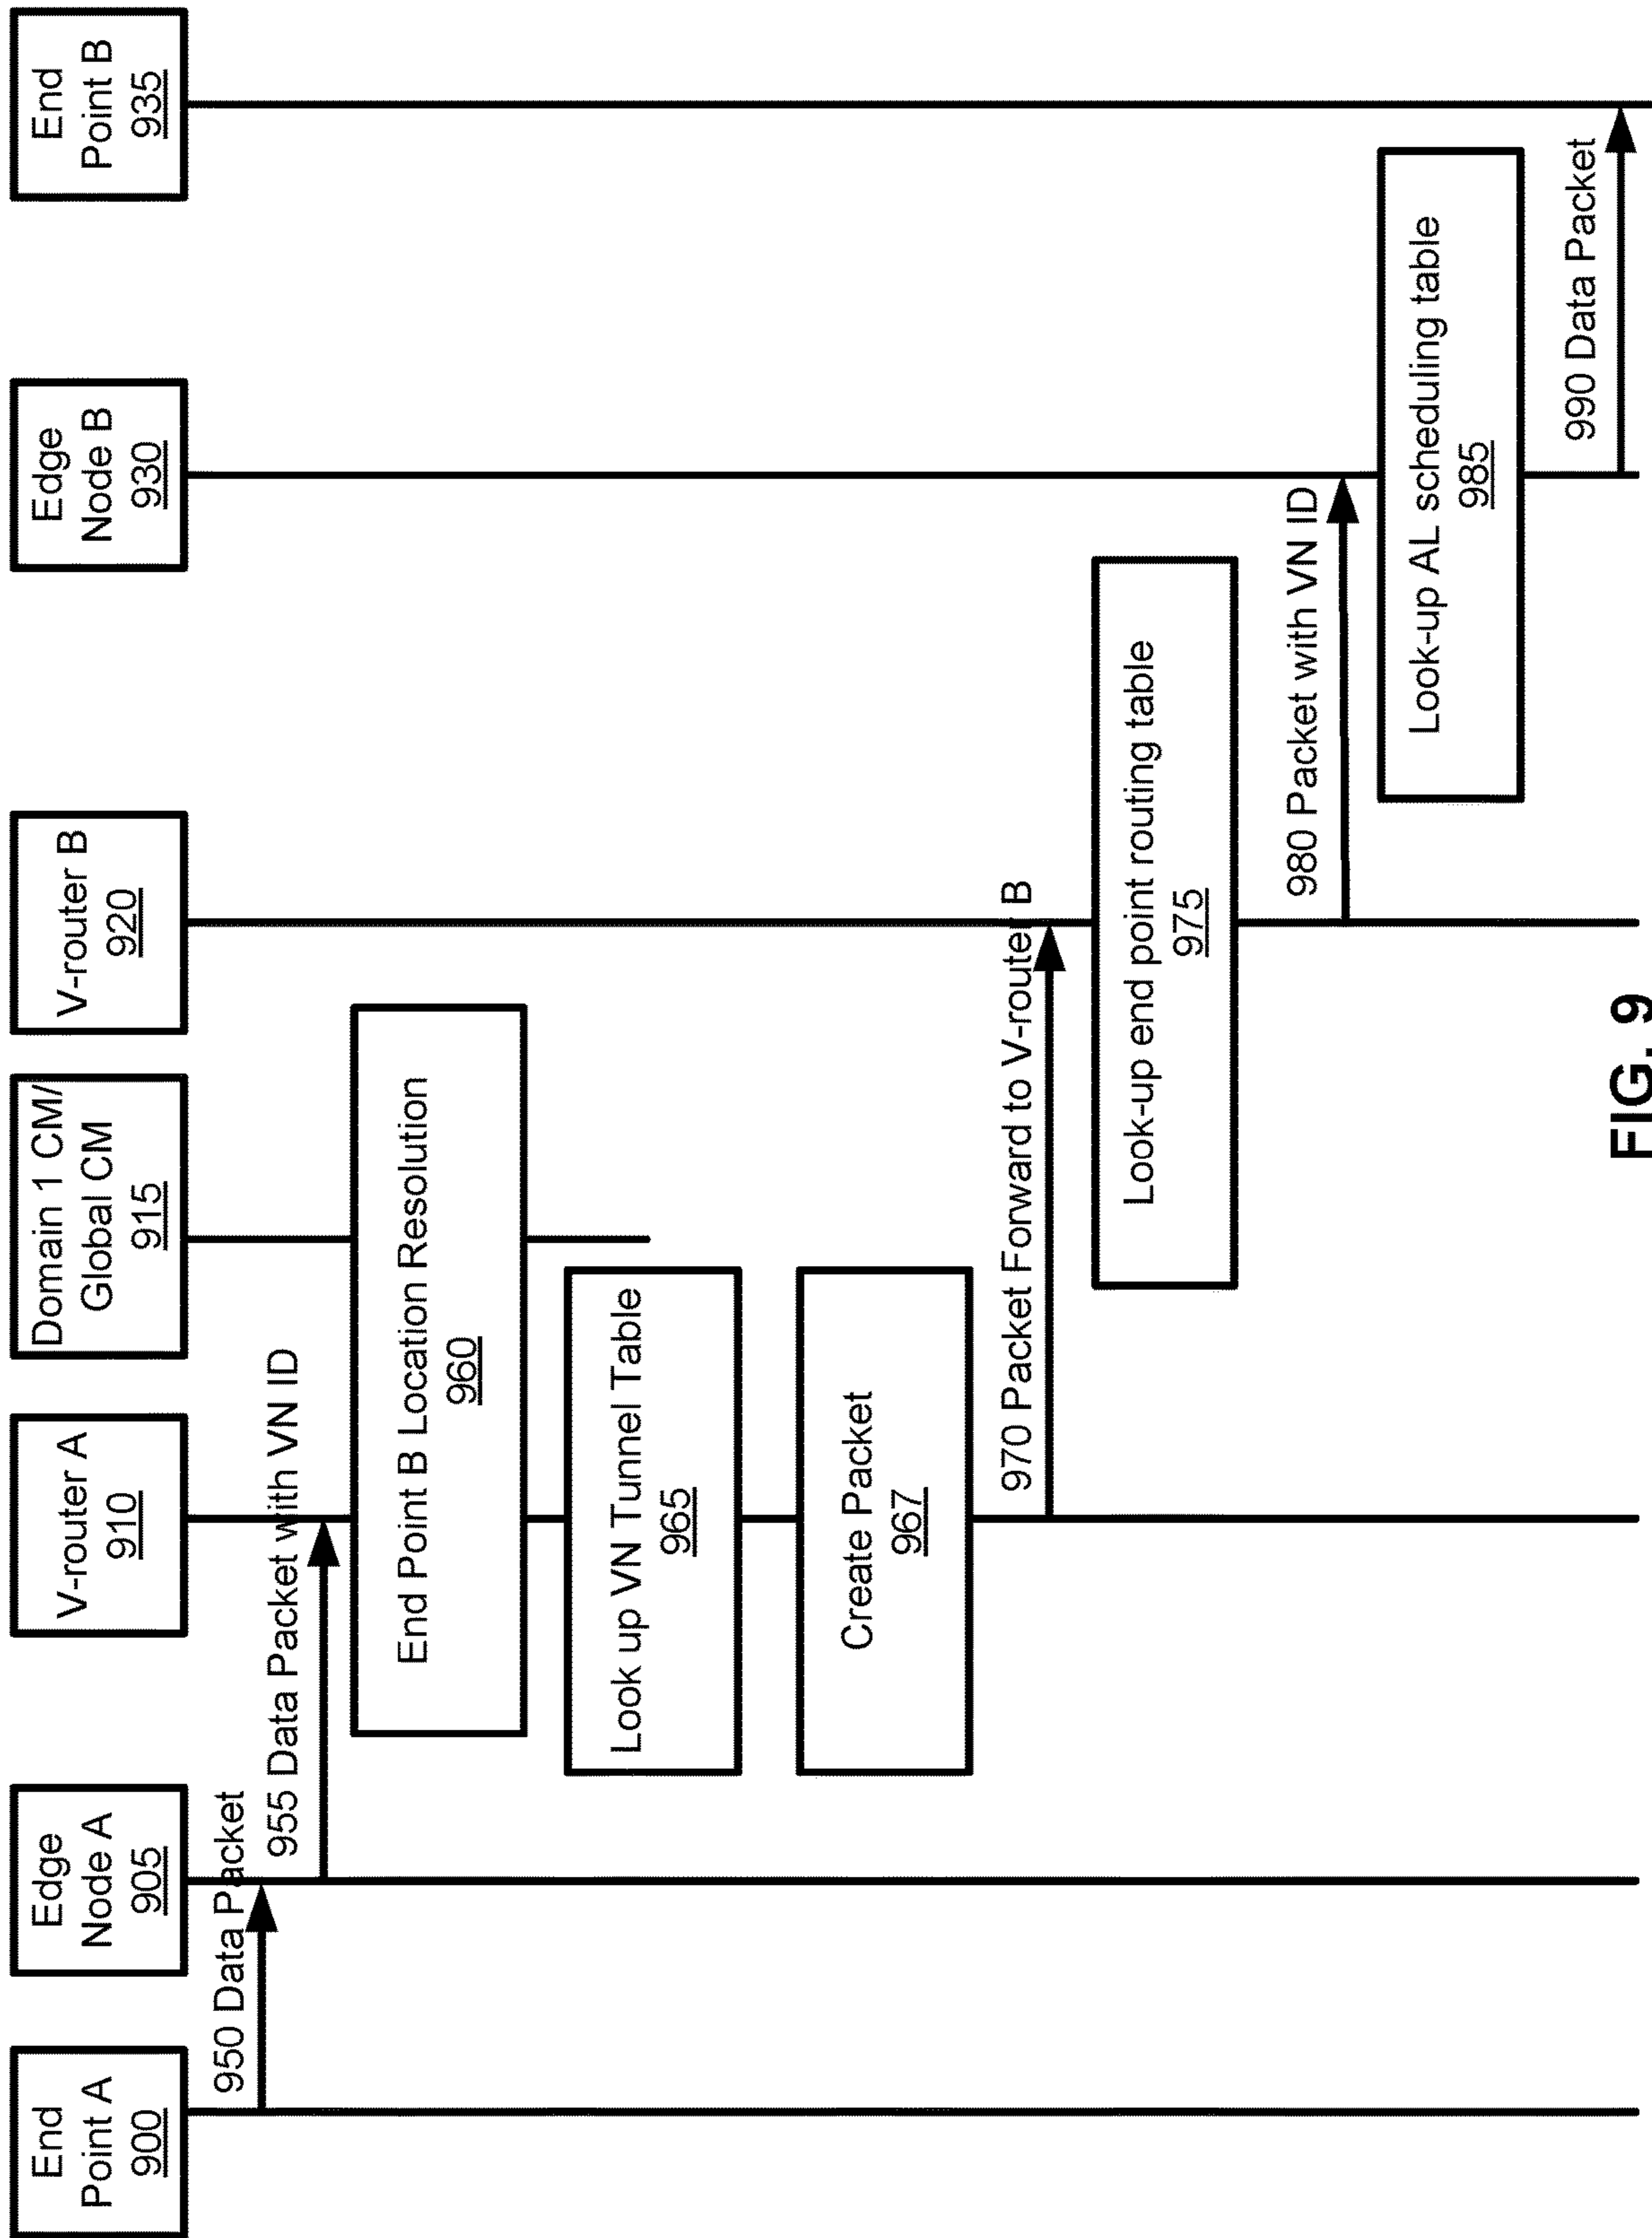 End
Point A
900
Edge
Node A
905
V-router A
910
Domain 1 CM/
Global CM
915
V-router B
920
Edge
Node B
930
End
Point B
935
950 Data Packet
955 Data Packet with VN ID
End Point B Location Resolution
960
Look up VN Tunnel Table
965
Create Packet
967
970 Packet Forward to V-router B
Look-up end point routing table
975
980 Packet with VN ID
Look-up AL scheduling table
985
990 Data Packet
FIG. 9